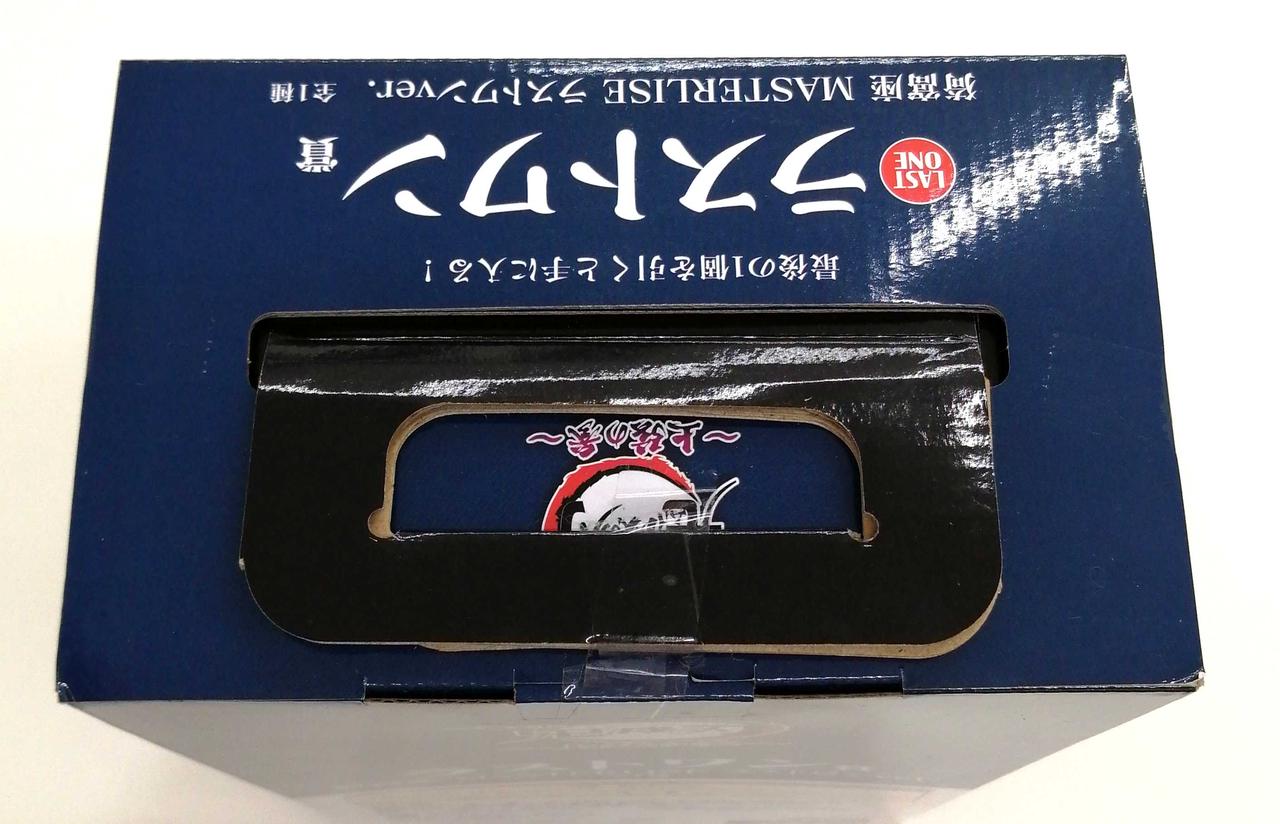 ～上弦の参～
最後の1個を引くと手に入る！
LAST
ONE
ラストワン賞
猗窩座 MASTERLISE ラストワンver. 全1種